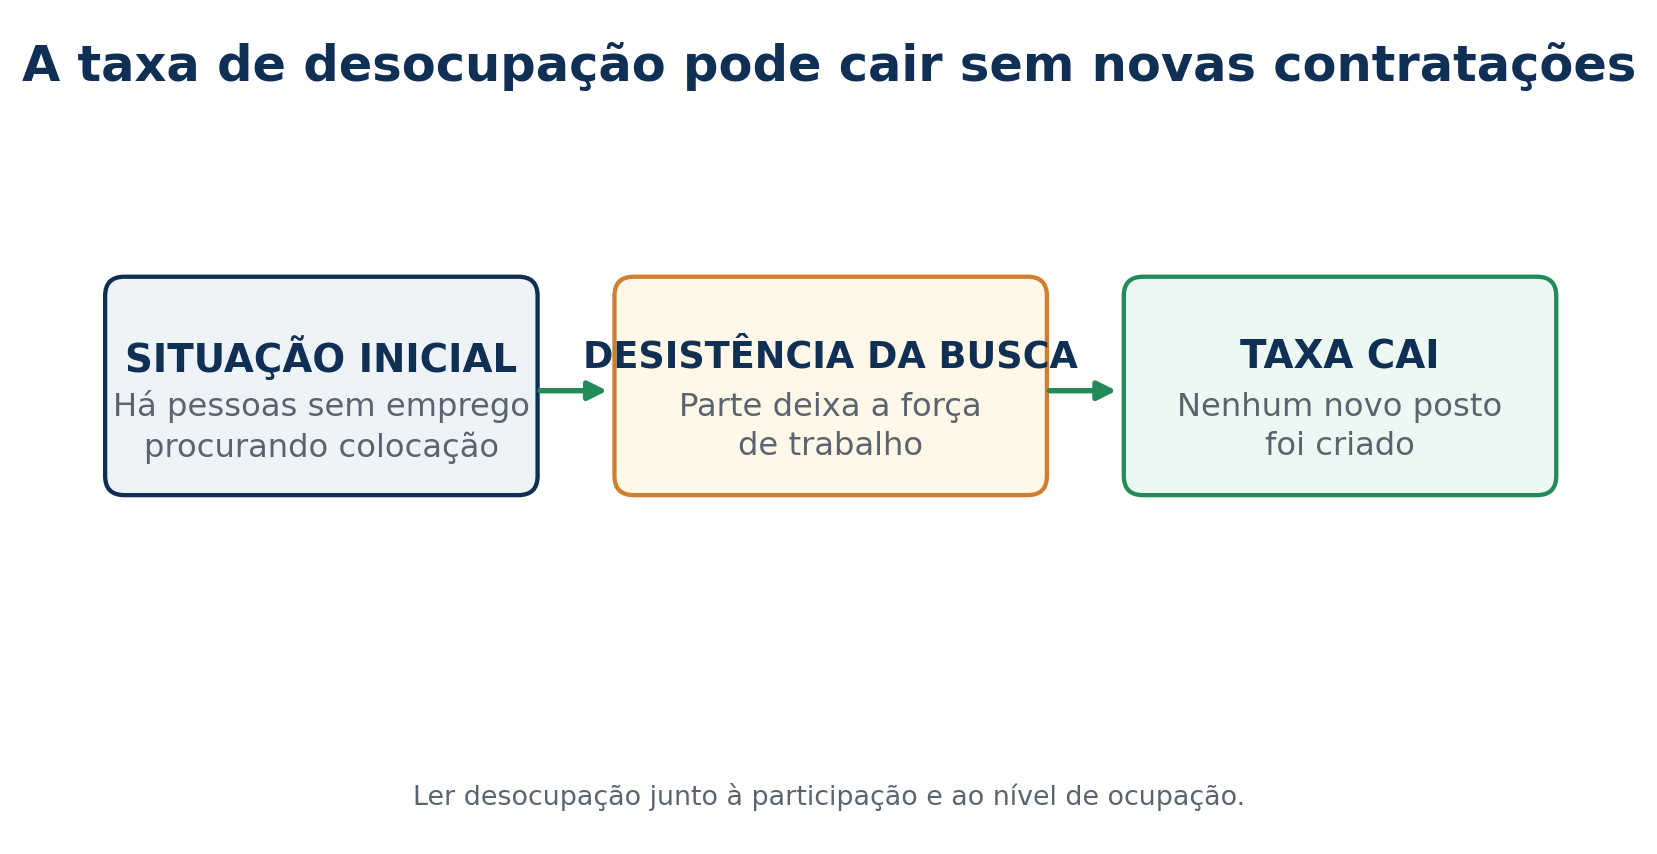 A taxa de desocupação pode cair sem novas contratações
SITUAÇÃO INICIAL
Há pessoas sem emprego
procurando colocação
DESISTÊNCIA DA BUSCA
Parte deixa a força
de trabalho
TAXA CAI
Nenhum novo posto
foi criado
Ler desocupação junto à participação e ao nível de ocupação.